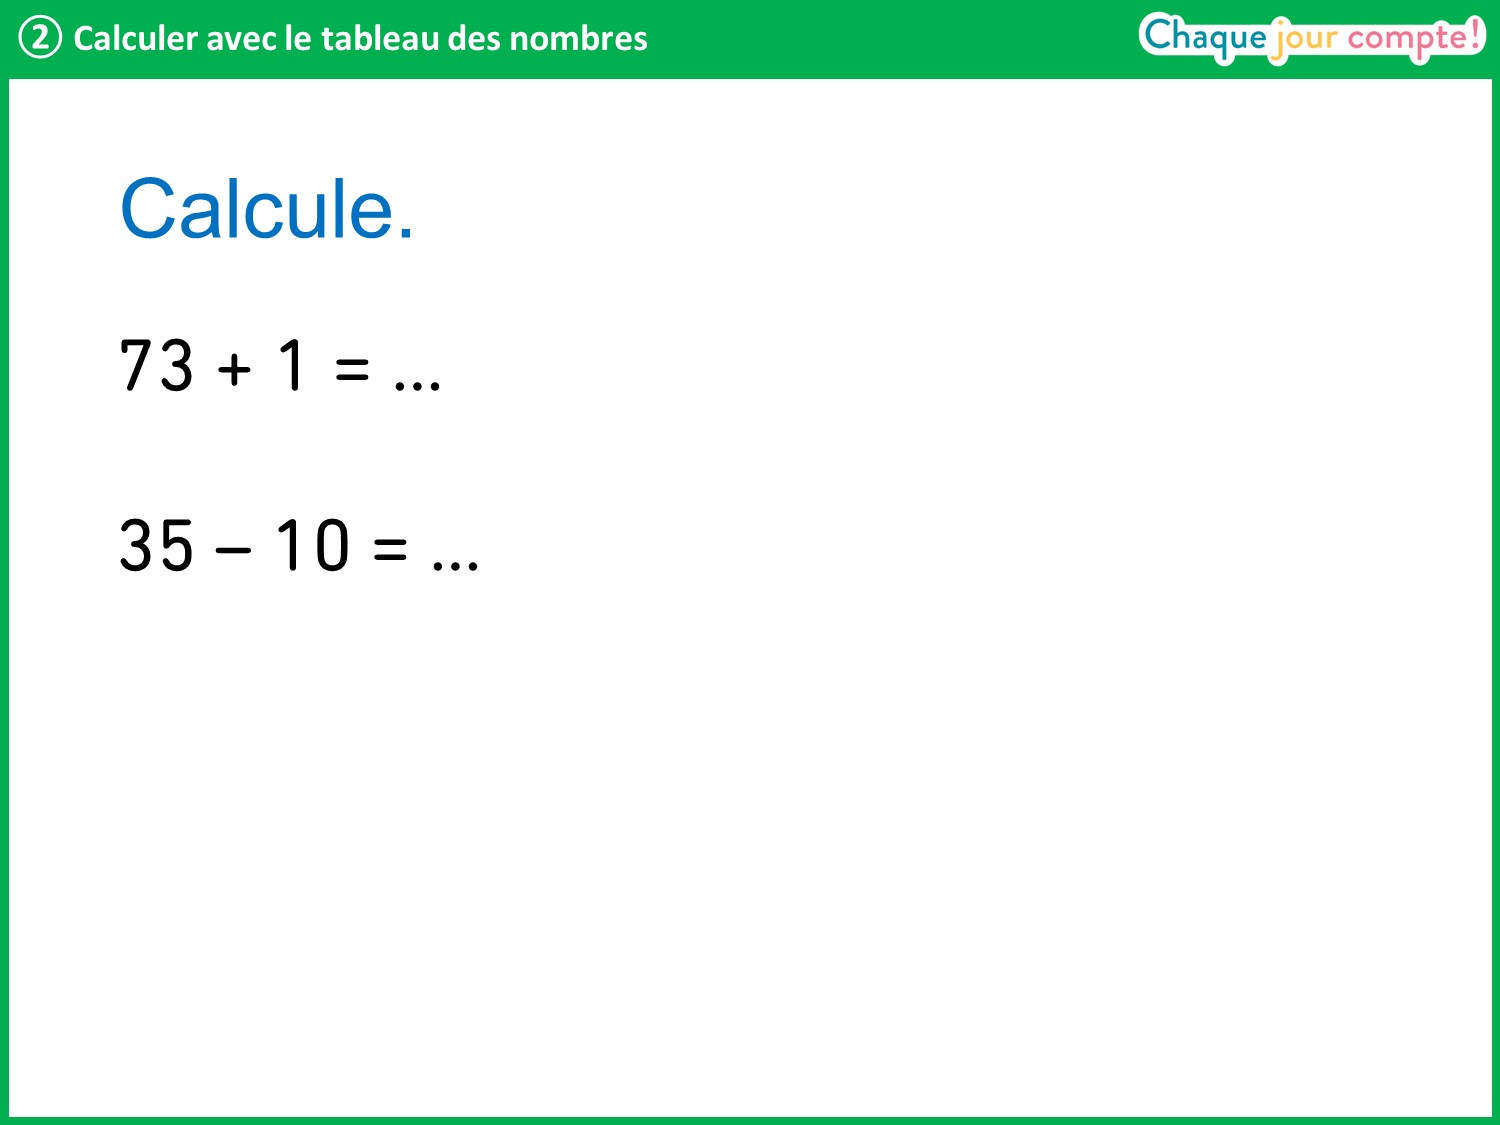 ② Calculer avec le tableau des nombres
Chaque jour compte!
Calcule.
73 + 1 = ...
35 – 10 = ...